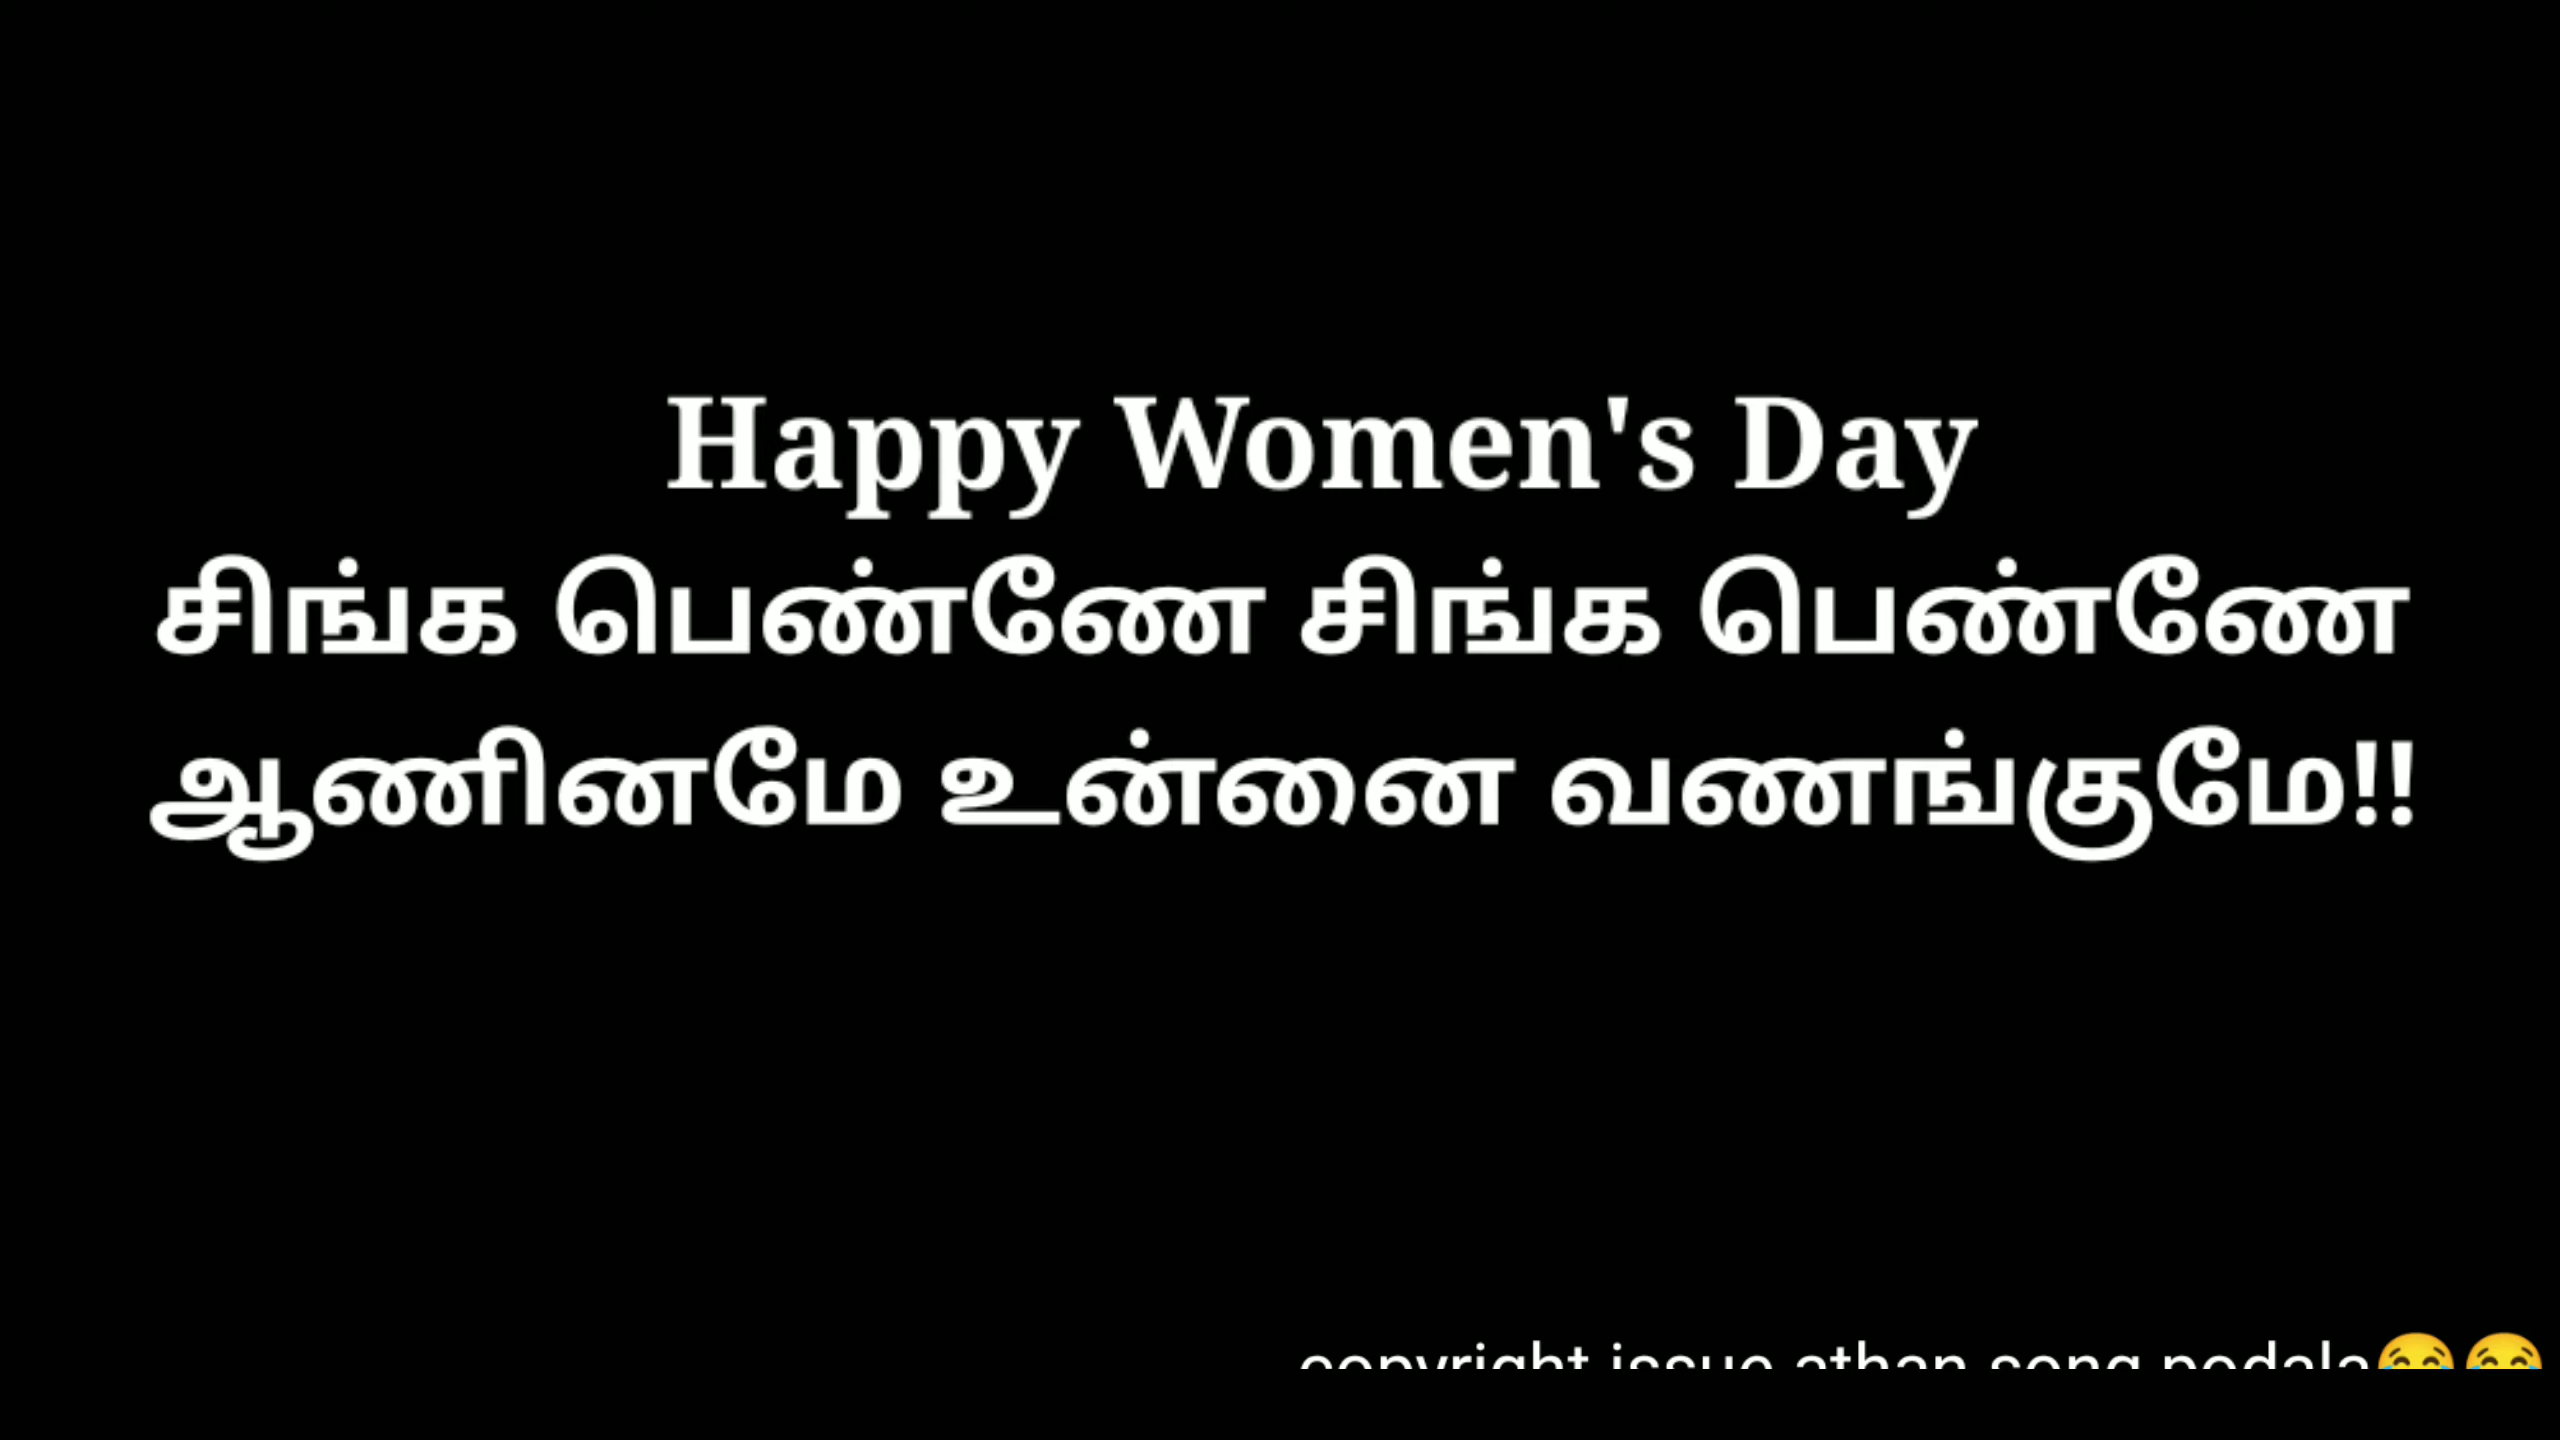 Happy Women's Day
சிங்க பெண்ணே சிங்க பெண்ணே
ஆணினமே உன்னை வணங்குமே!!
copyright issue athan song podala😂😂